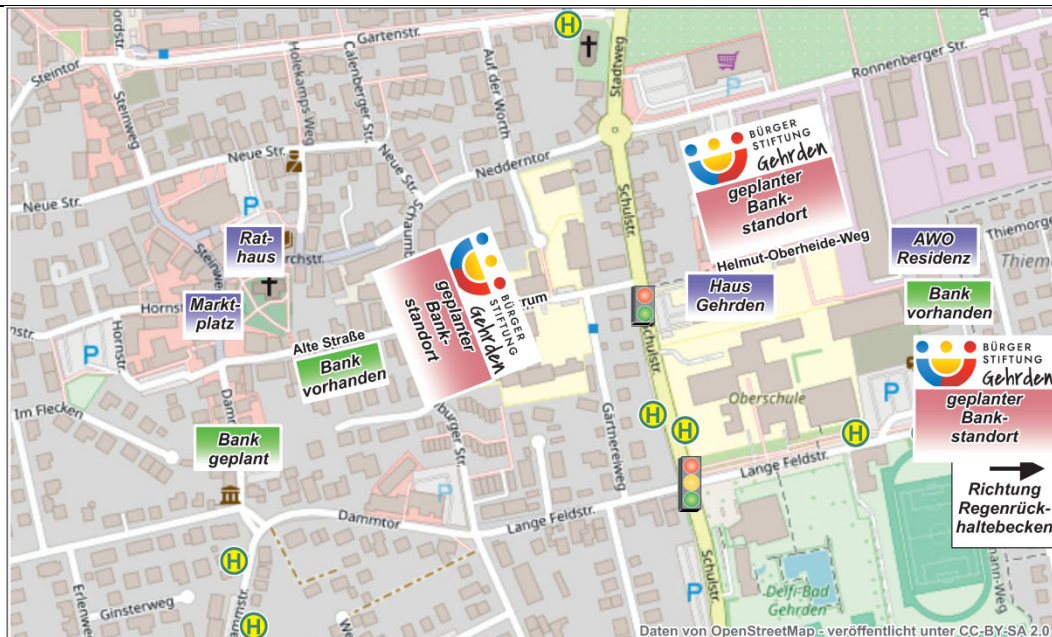 Gartenstr.
Steintor
Steinweg
Holekamps Weg
Calenberger Str.
Auf der Worth
Stadtweg
Ronnenberger Str.
P
BÜRGER
STIFTUNG
Gehrden
geplanter
Bank-
standort
Neue Str.
Neue Str.
Neue Str.
Nedderntor
Schulstr.
P
Rat-
haus
Helmut-Oberheide-Weg
AWO
Residenz
Haus
Gehrden
Bank
vorhanden
Markt-
platz
Hornstr.
P
BÜRGER
STIFTUNG
Gehrden
geplanter
Bank-
standort
Alte Straße
Bank
vorhanden
BÜRGER
STIFTUNG
Gehrden
geplanter
Bank-
standort
P
Im Flecken
Bank
geplant
Gärtnereiweg
Oberschule
H
H
H
H
Lange Feldstr.
P
Dammtor
Lange Feldstr.
Richtung
Regenrück-
haltebecken
H
H
Schulstr.
P
Delfi-Bad
Gehrden
Erlenweg
Ginsterweg
Daten von OpenStreetMap - veröffentlicht unter CC-BY-SA 2.0